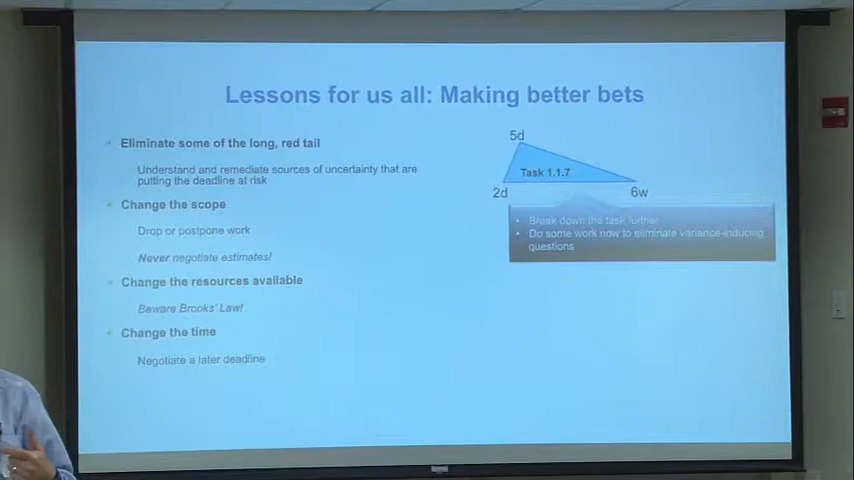 Lessons for us all: Making better bets
Eliminate some of the long, red tail
Understand and remediate sources of uncertainty that are
putting the deadline at risk
Change the scope
Drop or postpone work
Never negotiate estimates!
Change the resources available
Beware Brooks' Law!
Change the time
Negotiate a later deadline
5d
Task 1.1.7
2d
6w
Break down the task further
Do some work now to eliminate variance-inducing
questions